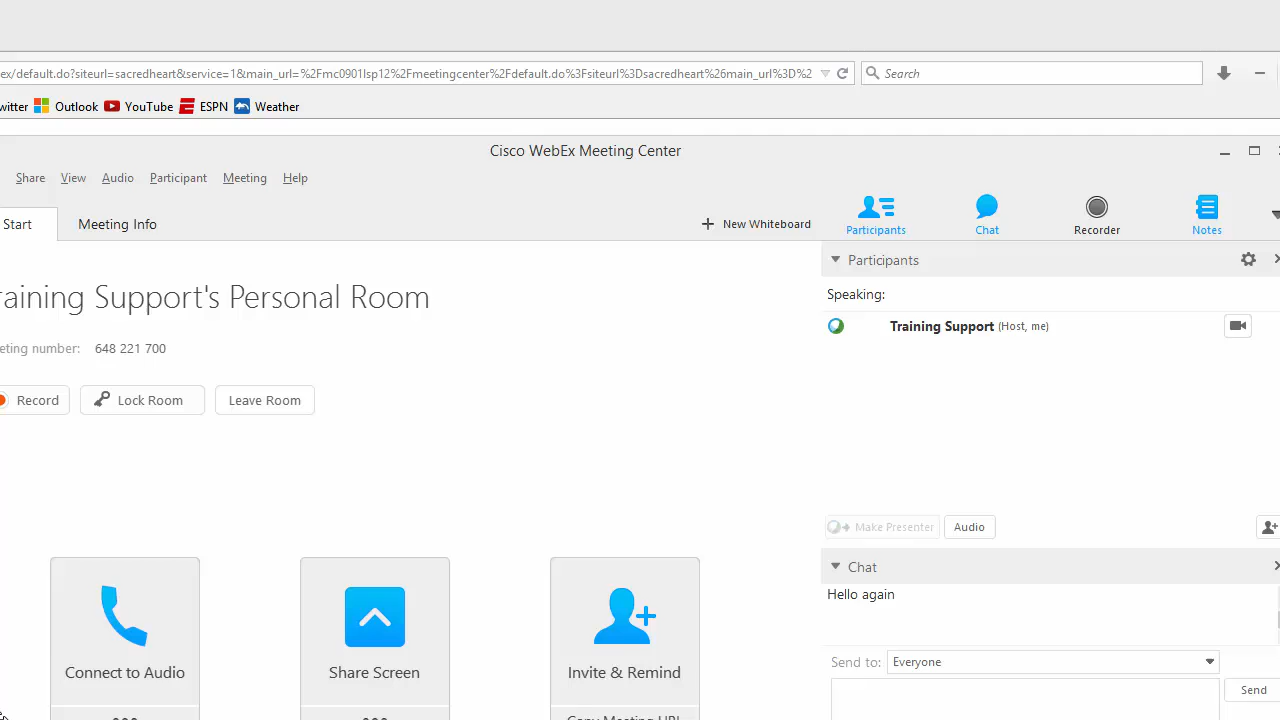 ex/default.do?siteurl=sacredheart&service=1&main_url=%2Fmc0901lsp12%2Fmeetingcenter%2Fdefault.do%3Fsiteurl%3Dsacredheart%26main_url%3D%2
Search
witter Outlook YouTube ESPN Weather
Cisco WebEx Meeting Center
Share View Audio Participant Meeting Help
Start Meeting Info + New Whiteboard
Participants Chat Recorder Notes
Participants
raining Support's Personal Room
Speaking:
Training Support (Host, me)
eting number: 648 221 700
Record Lock Room Leave Room
Make Presenter Audio
Chat
Hello again
Connect to Audio Share Screen Invite & Remind
Send to: Everyone
Send
Copy Meeting URL